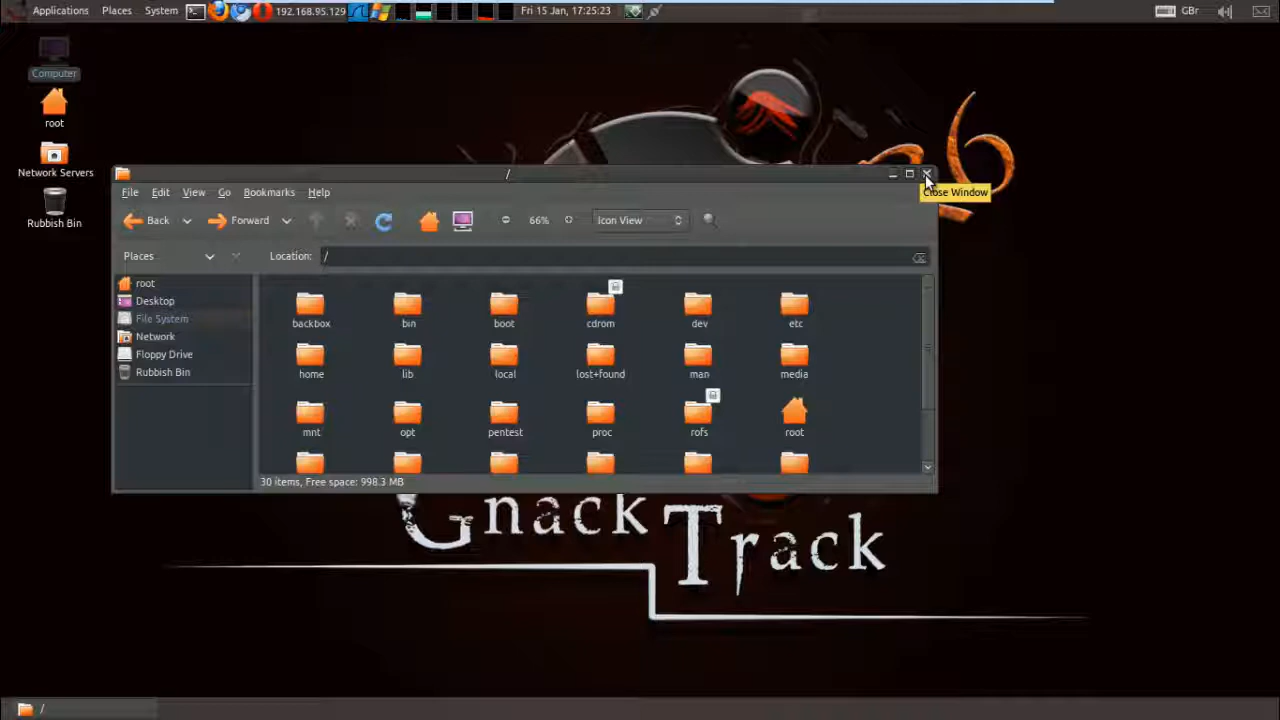 Applications Places System 192.168.95.129 Fri 15 Jan, 17:25:23 GBr
Computer
root
Network Servers
Rubbish Bin
6
/
Close Window
File Edit View Go Bookmarks Help
Back Forward 66% Icon View
Places Location: /
root
Desktop
File System
Network
Floppy Drive
Rubbish Bin
backbox bin boot cdrom dev etc
home lib local lost+found man media
mnt opt pentest proc rofs root
30 items, Free space: 998.3 MB
Gnack
Track
/